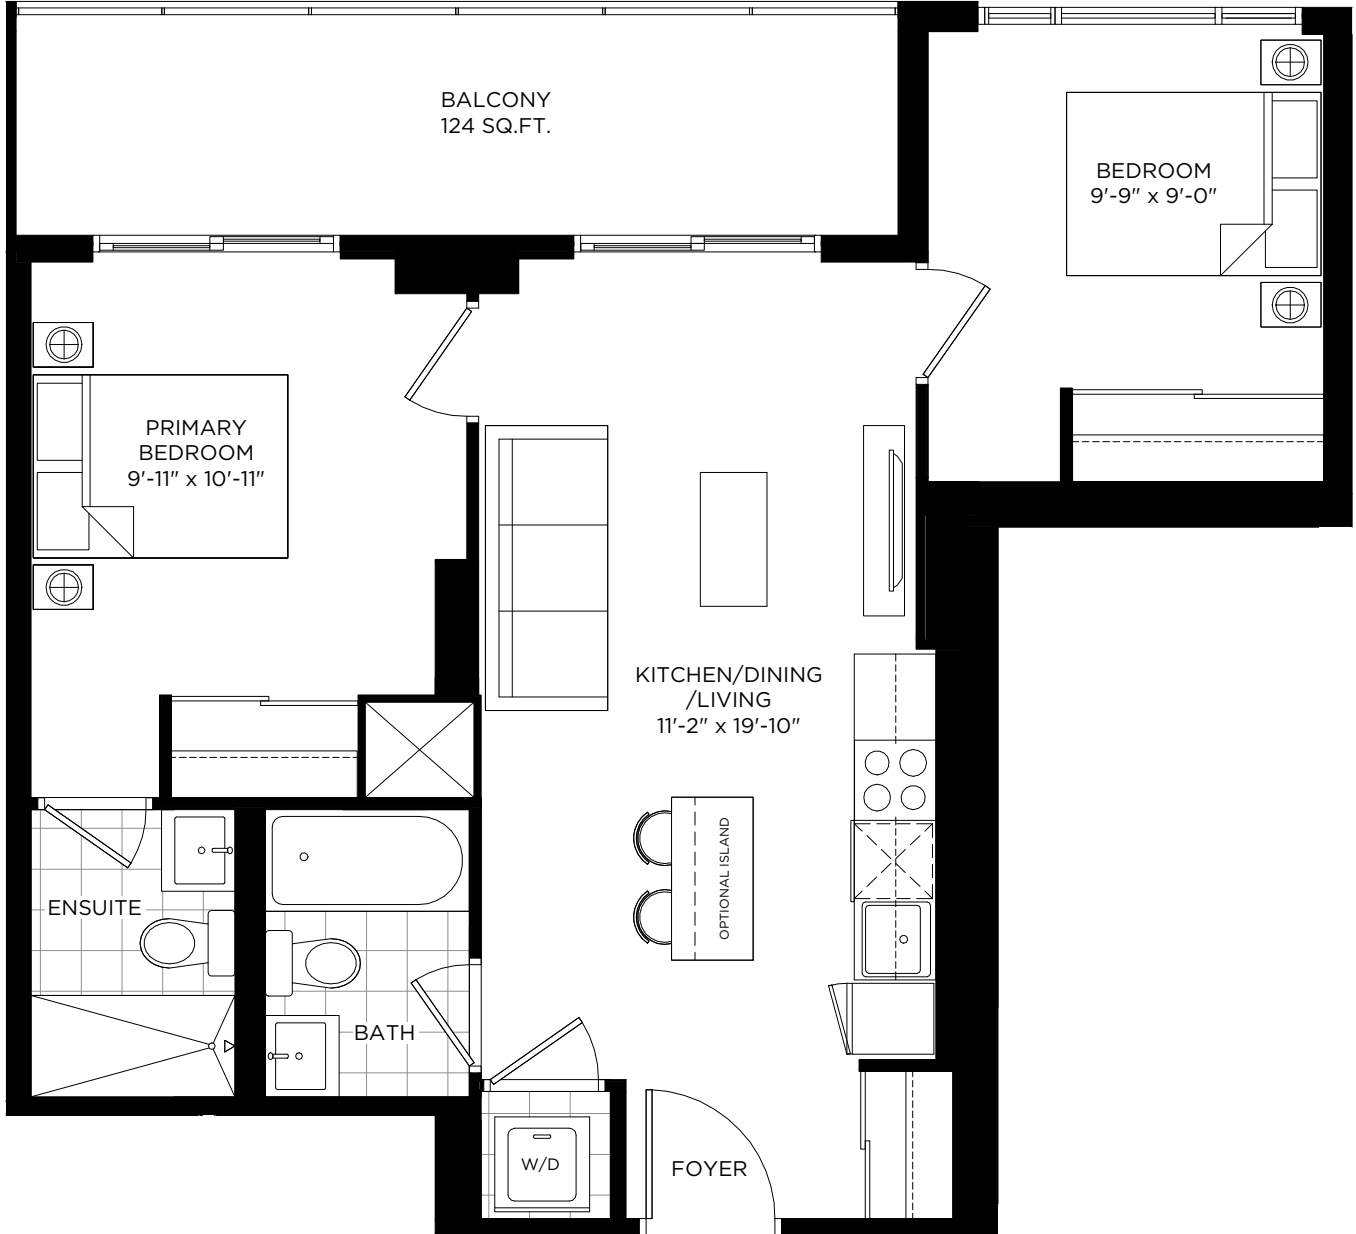 BALCONY
124 SQ.FT.
BEDROOM
9'-9" x 9'-0"
PRIMARY
BEDROOM
9'-11" x 10'-11"
KITCHEN/DINING
/LIVING
11'-2" x 19'-10"
OPTIONAL ISLAND
ENSUITE
BATH
W/D
FOYER